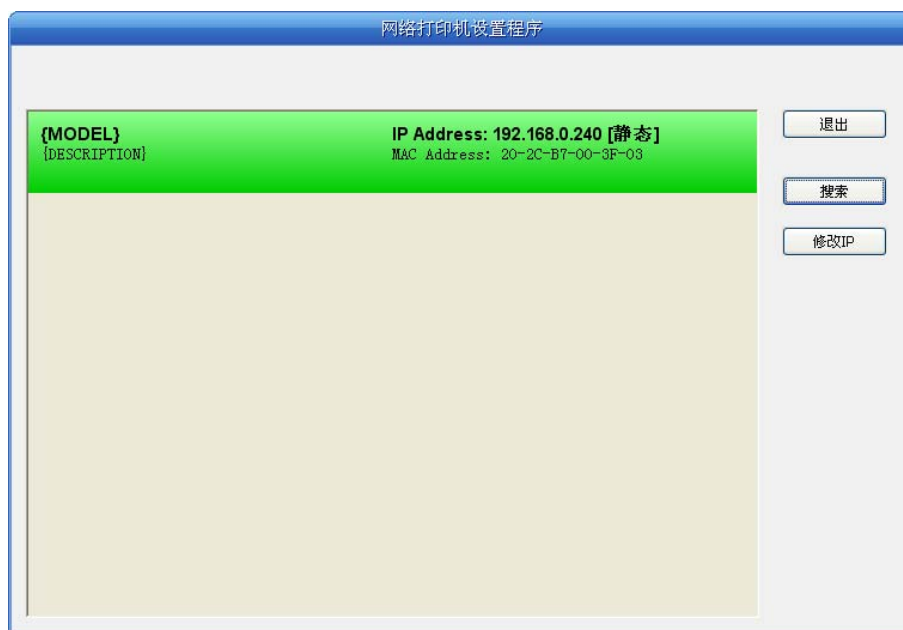 网络打印机设置程序
{MODEL}
{DESCRIPTION}
IP Address: 192.168.0.240 [静态]
MAC Address: 20-2C-B7-00-3F-03
退出
搜索
修改IP